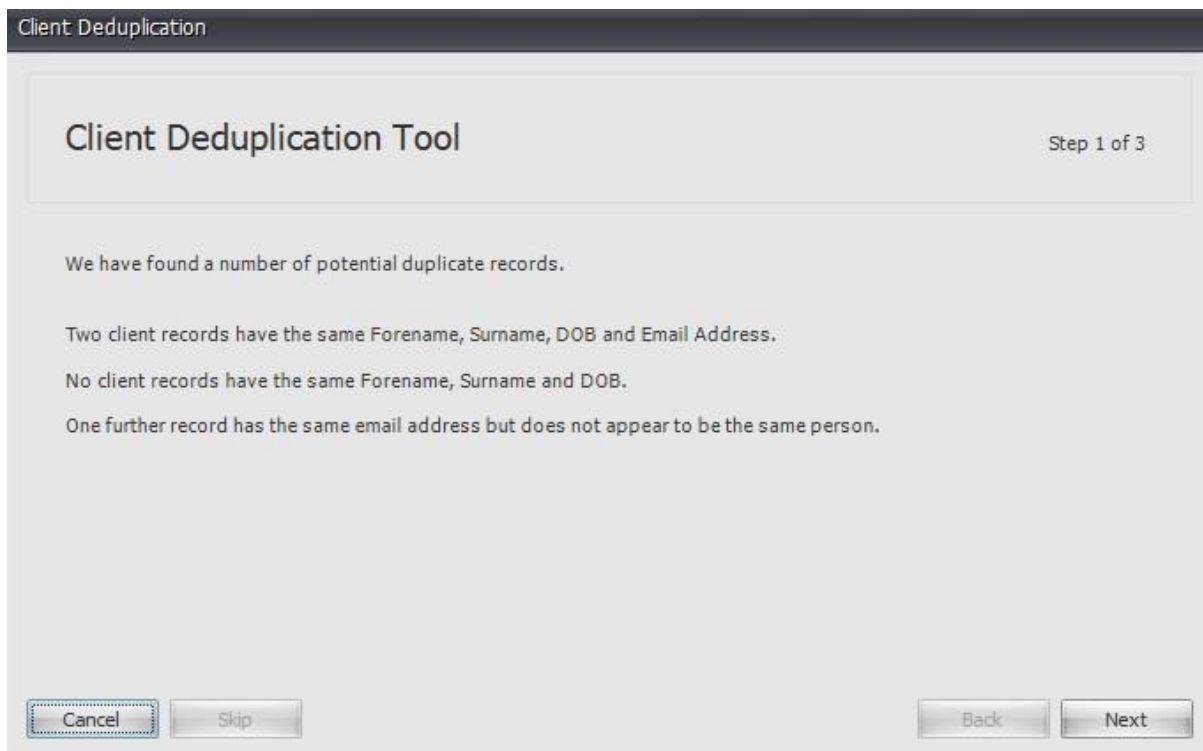 Client Deduplication
Client Deduplication Tool
Step 1 of 3
We have found a number of potential duplicate records.
Two client records have the same Forename, Surname, DOB and Email Address.
No client records have the same Forename, Surname and DOB.
One further record has the same email address but does not appear to be the same person.
Cancel
Skip
Back
Next